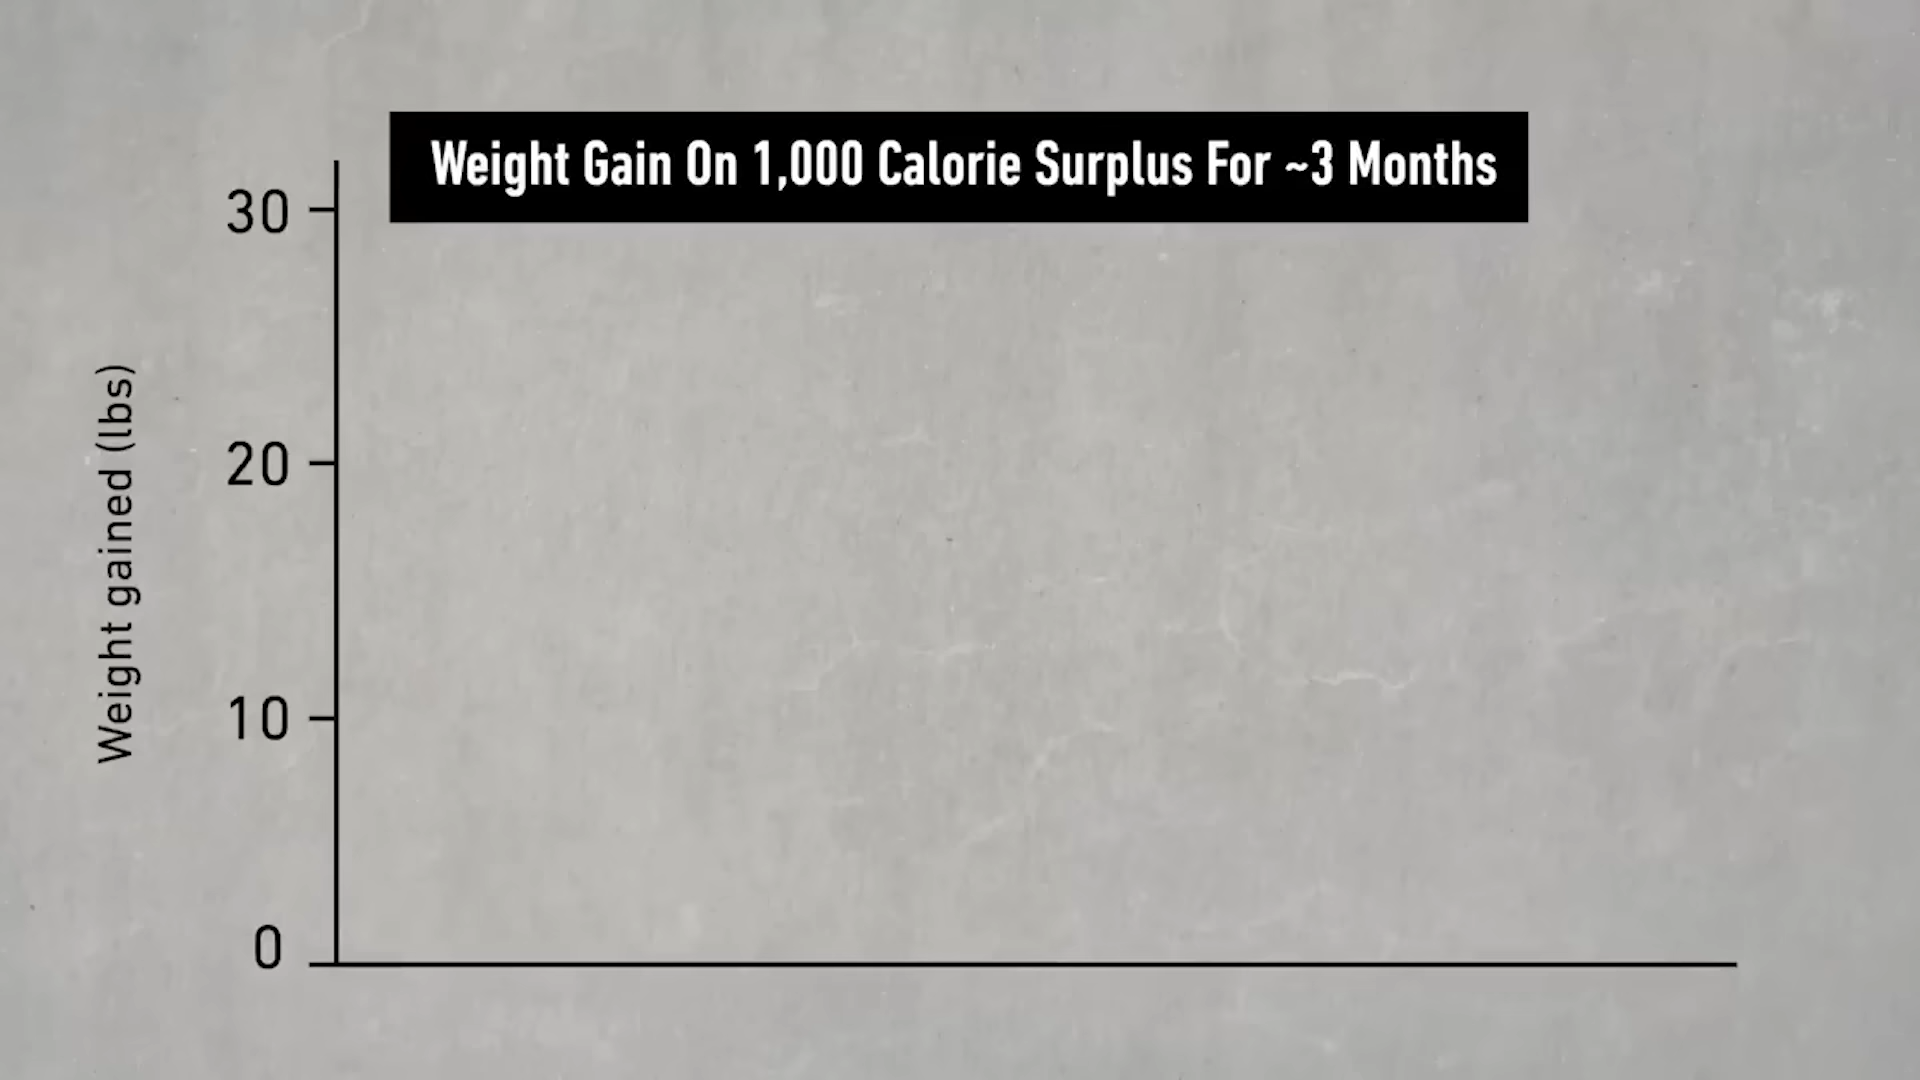 Weight Gain On 1,000 Calorie Surplus For ~3 Months
30
20
10
0
Weight gained (lbs)